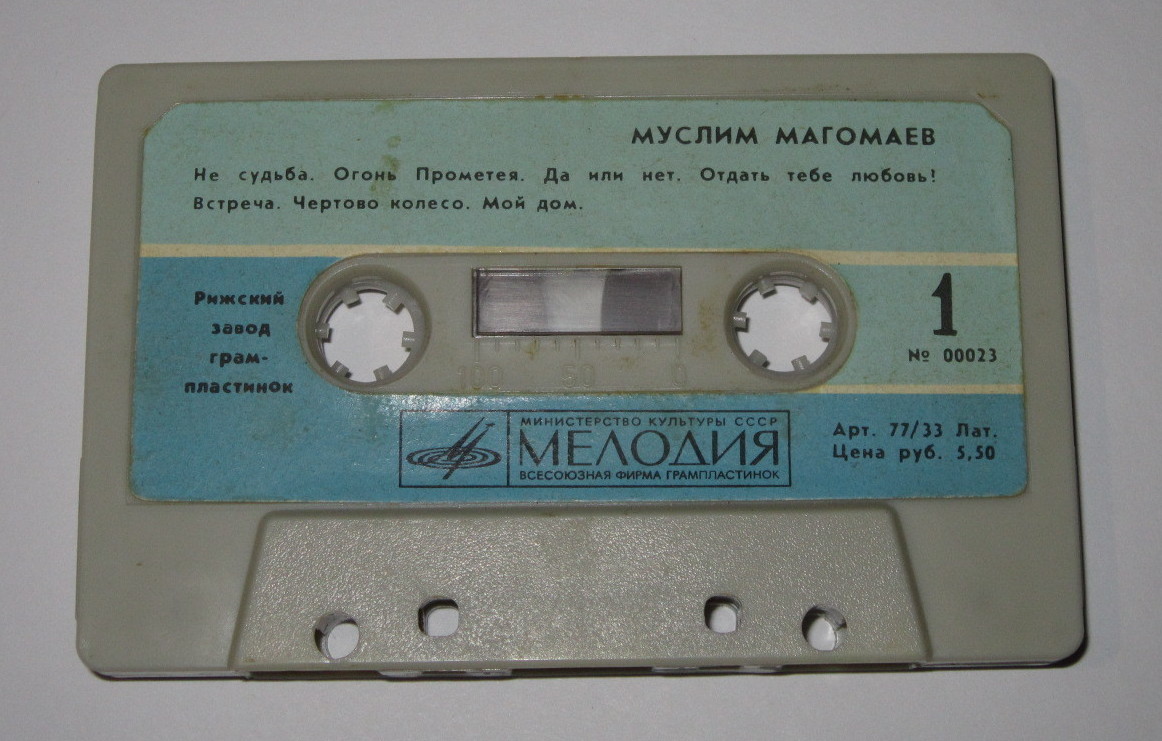 МУСЛИМ МАГОМАЕВ
Не судьба. Огонь Прометея. Да или нет. Отдать тебе любовь!
Встреча. Чертово колесо. Мой дом.
Рижский
завод
грам-
пластинок
1
№ 00023
100 50 0
МИНИСТЕРСТВО КУЛЬТУРЫ СССР
МЕЛОДИЯ
ВСЕСОЮЗНАЯ ФИРМА ГРАМПЛАСТИНОК
Арт. 77/33 Лат.
Цена руб. 5,50